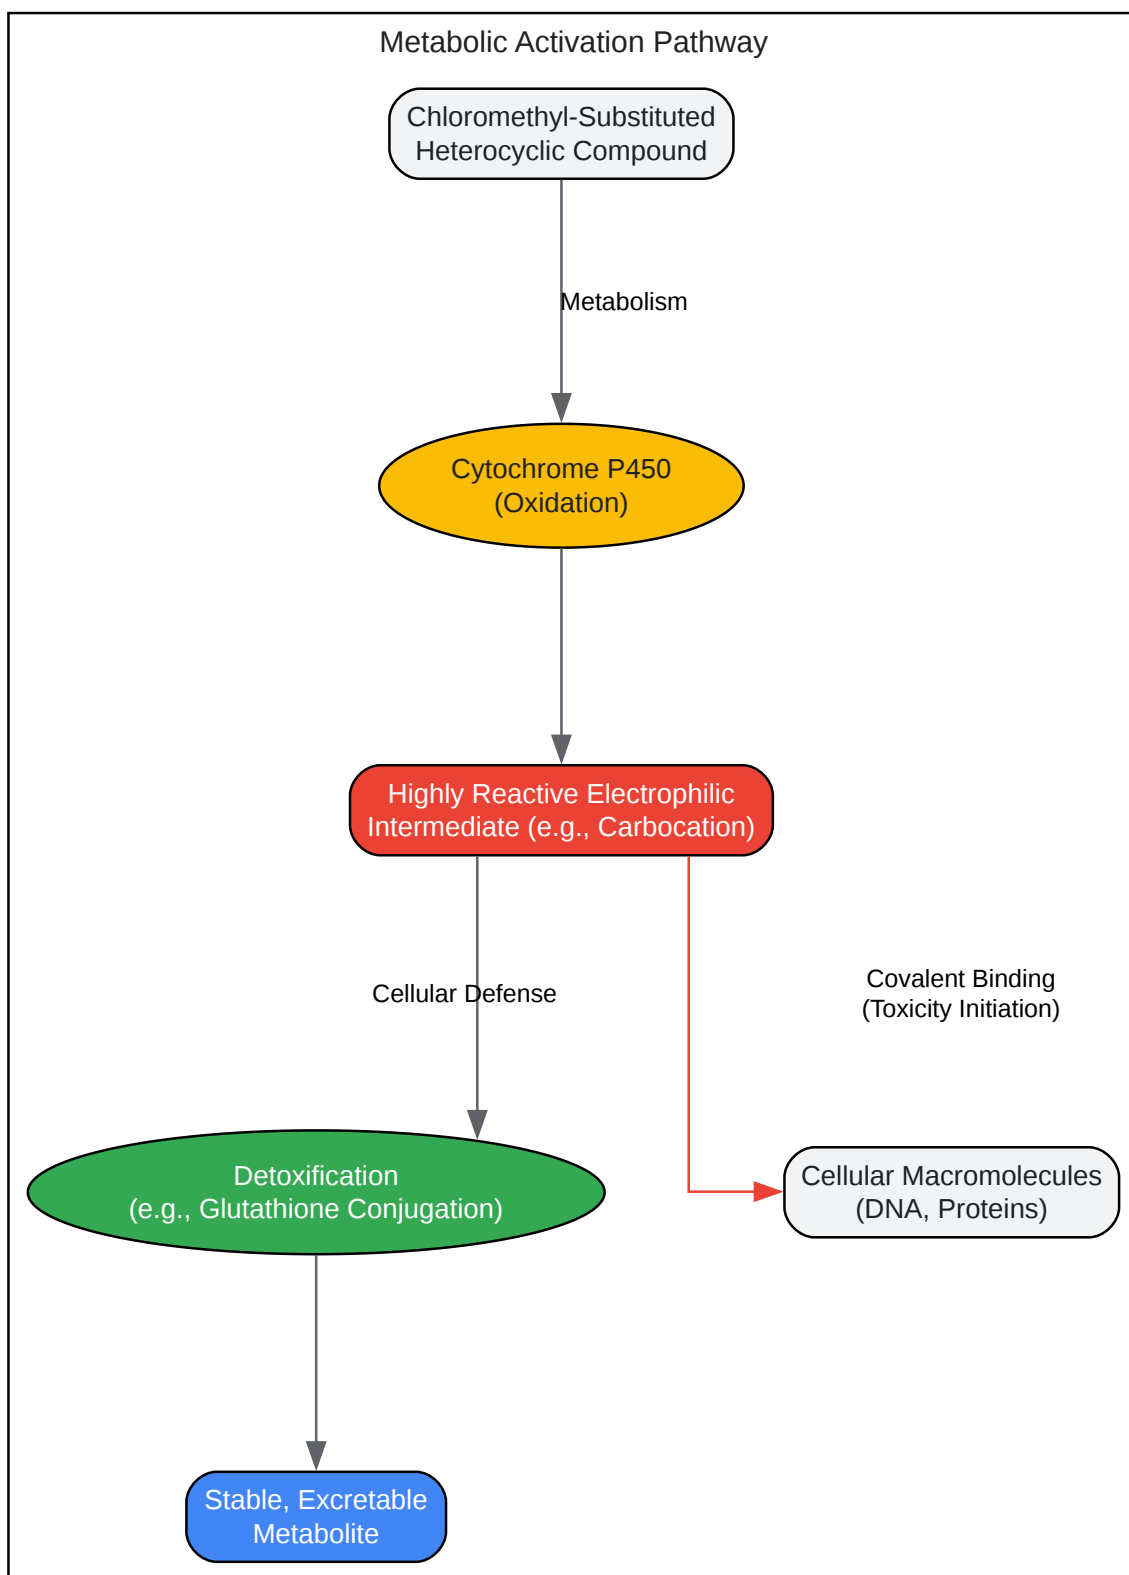 Metabolic Activation Pathway
Chloromethyl-Substituted
Heterocyclic Compound
Metabolism
Cytochrome P450
(Oxidation)
Highly Reactive Electrophilic
Intermediate (e.g., Carbocation)
Cellular Defense
Covalent Binding
(Toxicity Initiation)
Detoxification
(e.g., Glutathione Conjugation)
Cellular Macromolecules
(DNA, Proteins)
Stable, Excretable
Metabolite